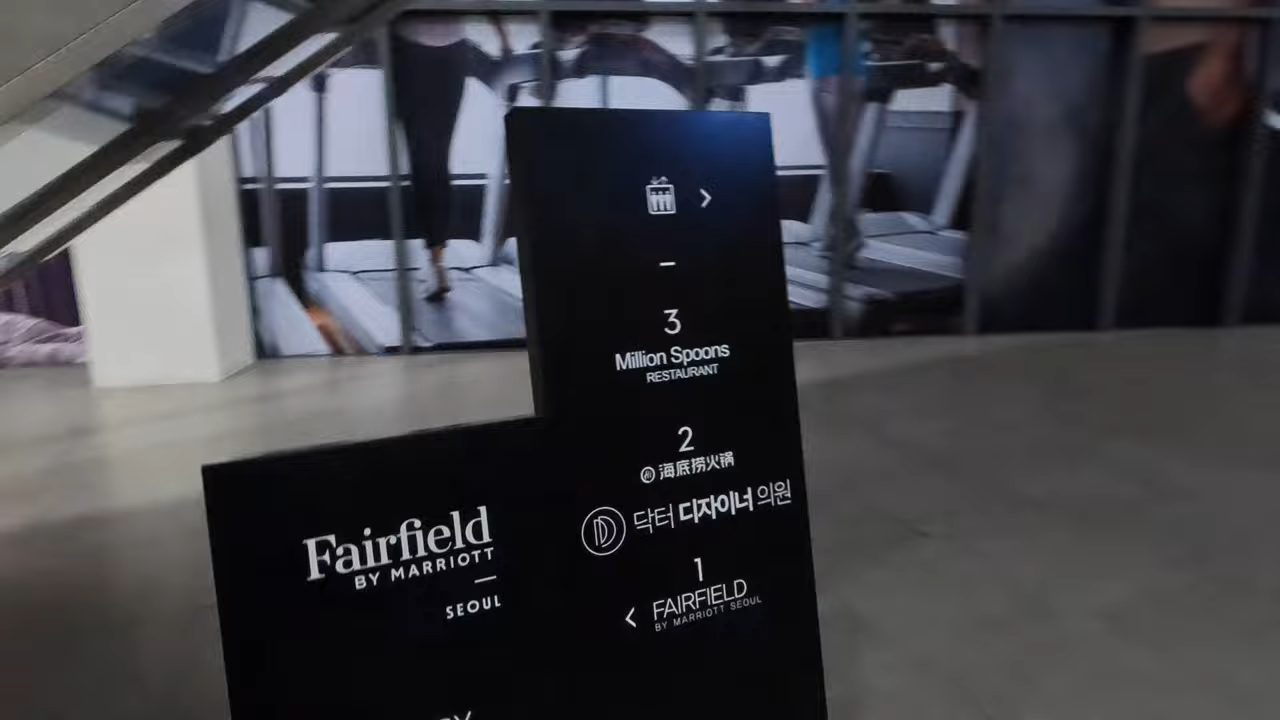 3
Million Spoons
RESTAURANT
2
海底捞火锅
닥터 디자이너 의원
1
FAIRFIELD
BY MARRIOTT SEOUL
Fairfield
BY MARRIOTT
SEOUL